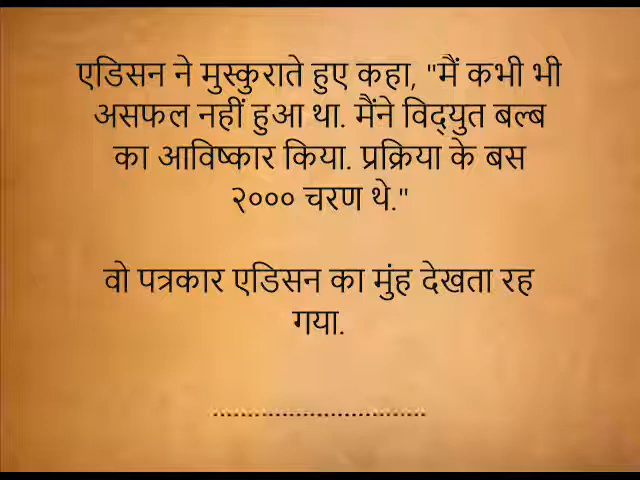 एडिसन ने मुस्कुराते हुए कहा, "मैं कभी भी
असफल नहीं हुआ था. मैंने विद्युत बल्ब
का आविष्कार किया. प्रक्रिया के बस
२००० चरण थे."
वो पत्रकार एडिसन का मुंह देखता रह
गया.
...............................